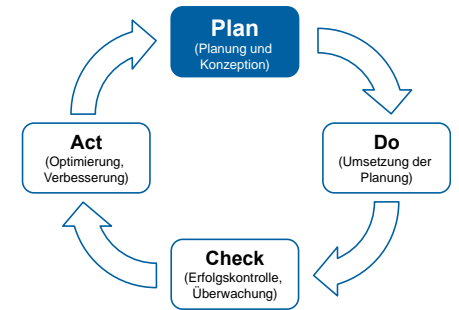 Plan
(Planung und
Konzeption)
Do
(Umsetzung der
Planung)
Check
(Erfolgskontrolle,
Überwachung)
Act
(Optimierung,
Verbesserung)